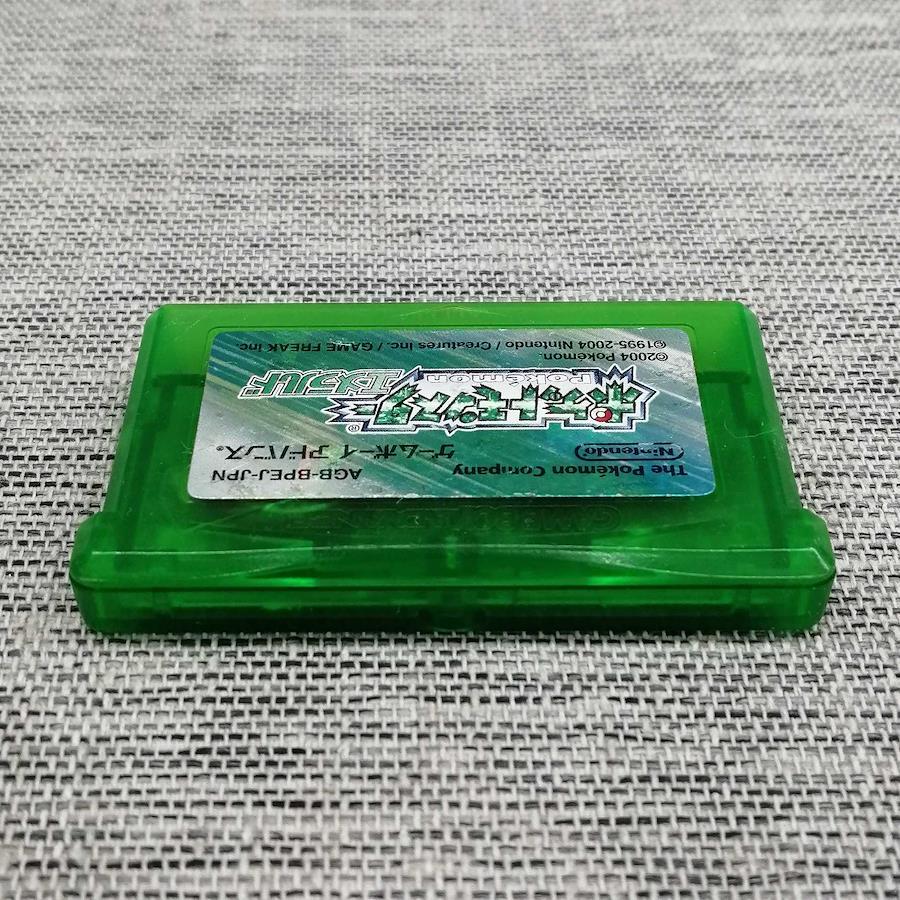 The Pokémon Company
AGB-BPEJ-JPN
Nintendo®
ゲームボーイ アドバンス®
ポケットモンスター®
Pokémon
エメラルド
©2004 Pokémon.
©1995-2004 Nintendo / Creatures inc. / GAME FREAK inc.